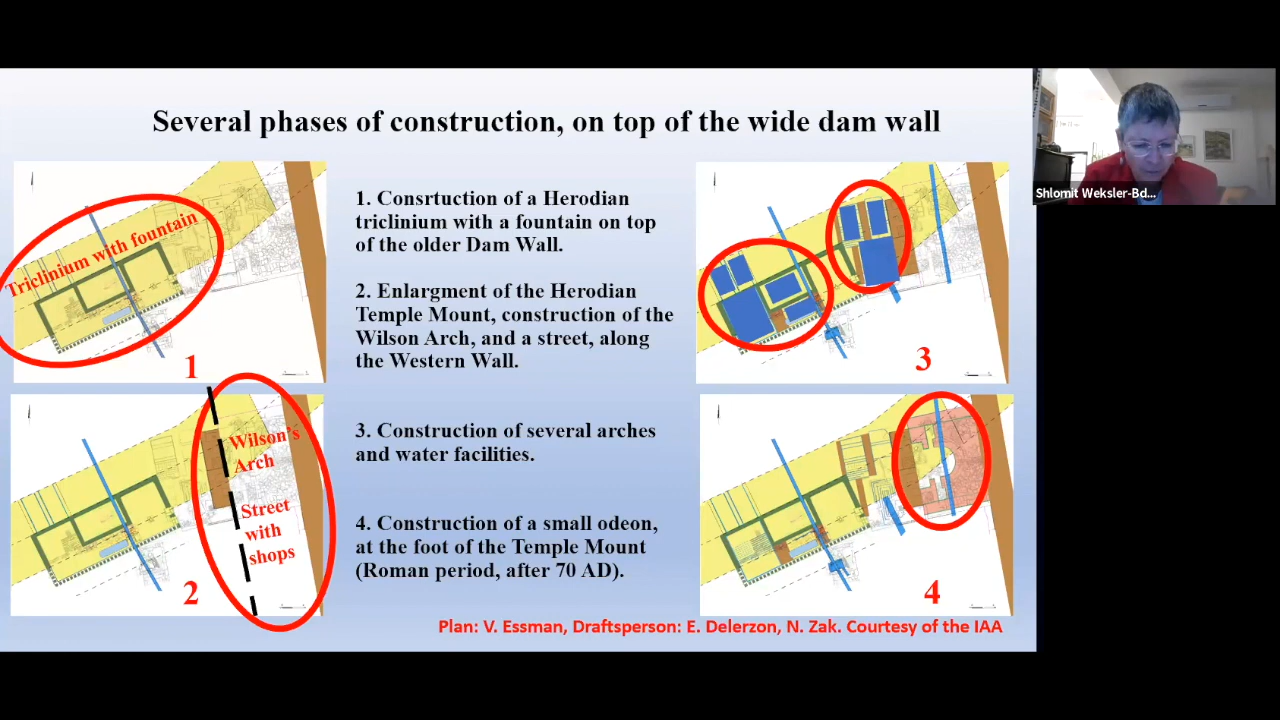 Several phases of construction, on top of the wide dam wall
Triclinium with fountain
1
1. Consrtuction of a Herodian
triclinium with a fountain on top
of the older Dam Wall.
2. Enlargment of the Herodian
Temple Mount, construction of the
Wilson Arch, and a street, along
the Western Wall.
3
Wilson's
Arch
Street
with
shops
2
3. Construction of several arches
and water facilities.
4. Construction of a small odeon,
at the foot of the Temple Mount
(Roman period, after 70 AD).
4
Plan: V. Essman, Draftsperson: E. Delerzon, N. Zak. Courtesy of the IAA
Shlomit Weksler-Bd...